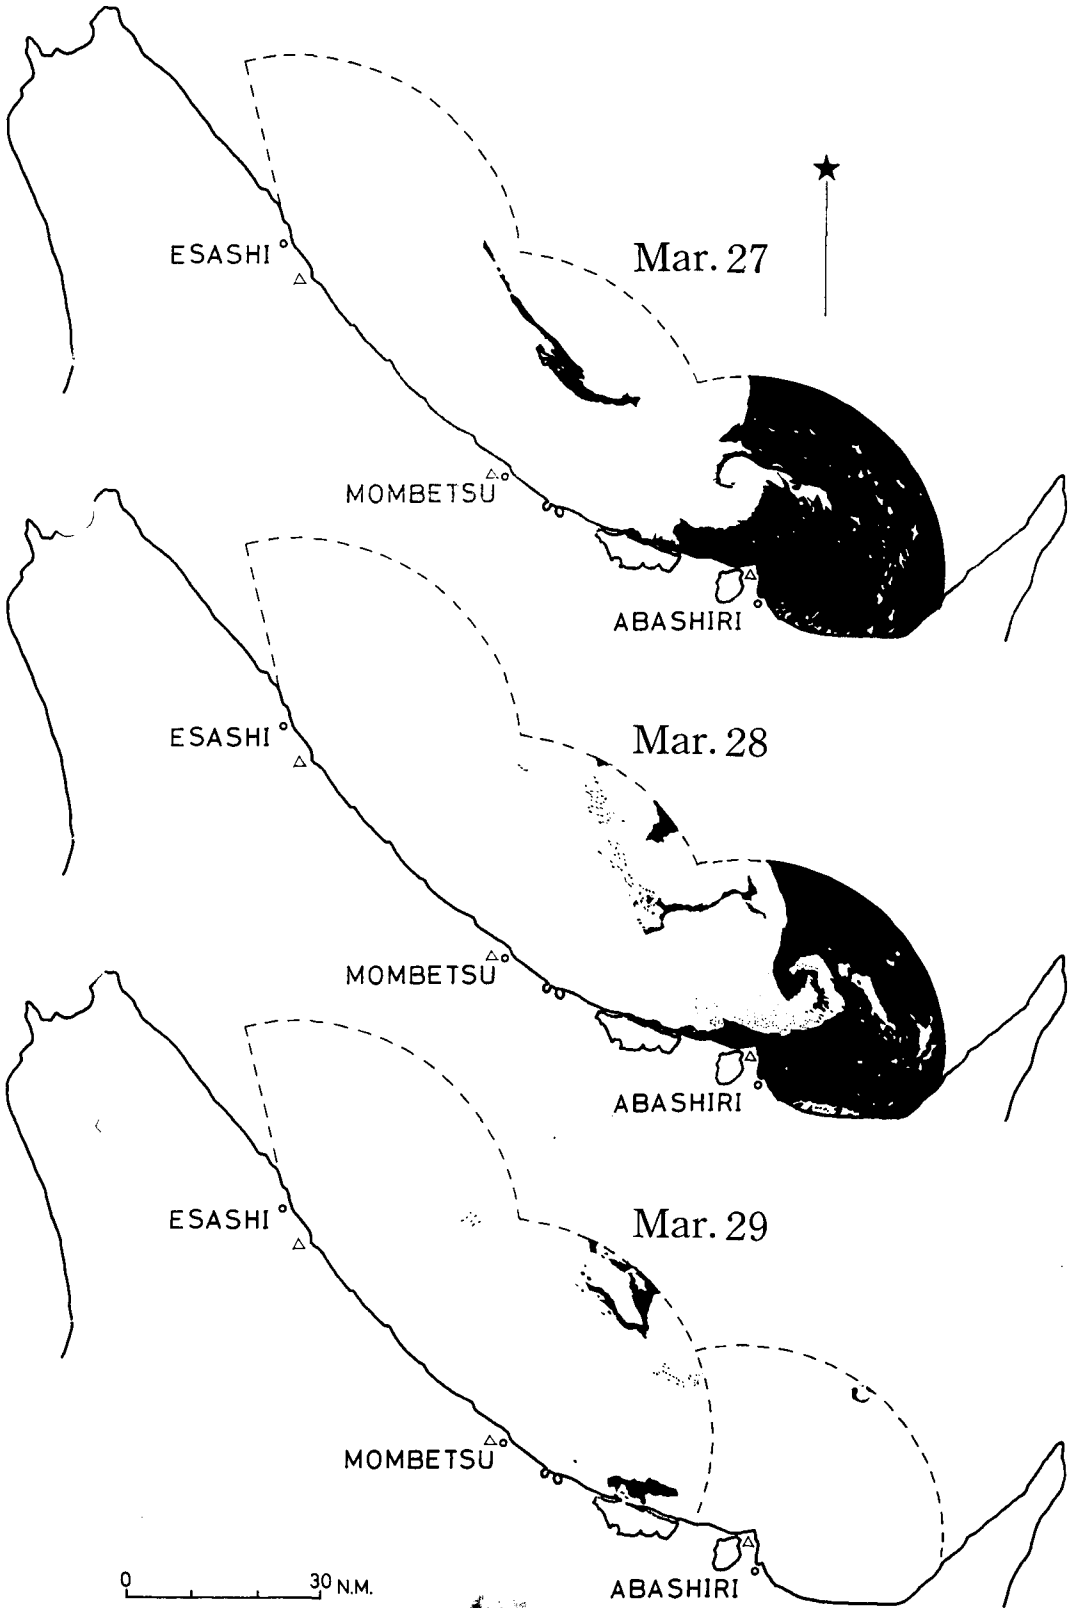 Mar. 27
ESASHI
MOMBETSU
ABASHIRI
Mar. 28
ESASHI
MOMBETSU
ABASHIRI
Mar. 29
ESASHI
MOMBETSU
ABASHIRI
0 30 N.M.